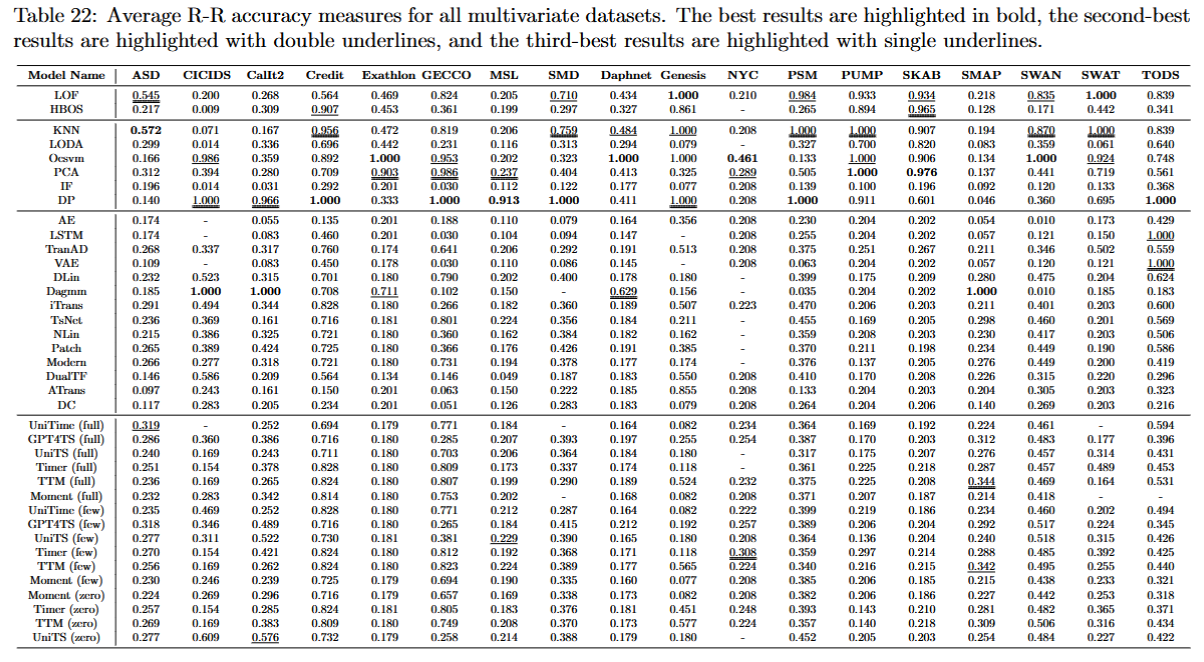 Table 22: Average R-R accuracy measures for all multivariate datasets. The best results are highlighted in bold, the second-best
results are highlighted with double underlines, and the third-best results are highlighted with single underlines.
Model Name ASD CICIDS CalIt2 Credit Exathlon GECCO MSL SMD Daphnet Genesis NYC PSM PUMP SKAB SMAP SWAN SWAT TODS
LOF 0.545 0.200 0.268 0.564 0.469 0.824 0.205 0.710 0.434 1.000 0.210 0.984 0.933 0.934 0.218 0.835 1.000 0.839
HBOS 0.217 0.009 0.309 0.907 0.453 0.361 0.199 0.297 0.327 0.861 - 0.265 0.894 0.965 0.128 0.171 0.442 0.341
KNN 0.572 0.071 0.167 0.956 0.472 0.819 0.206 0.759 0.484 1.000 0.208 1.000 1.000 0.907 0.194 0.870 1.000 0.839
LODA 0.299 0.014 0.336 0.696 0.442 0.231 0.116 0.313 0.294 0.079 - 0.327 0.700 0.820 0.083 0.359 0.061 0.640
Ocsvm 0.166 0.986 0.359 0.892 1.000 0.953 0.202 0.323 1.000 1.000 0.461 0.133 1.000 0.906 0.134 1.000 0.924 0.748
PCA 0.312 0.394 0.280 0.709 0.903 0.986 0.237 0.404 0.413 0.325 0.289 0.505 1.000 0.976 0.137 0.441 0.719 0.561
IF 0.196 0.014 0.031 0.292 0.201 0.030 0.112 0.122 0.177 0.077 0.208 0.139 0.100 0.196 0.092 0.120 0.133 0.368
DP 0.140 1.000 0.966 1.000 0.333 1.000 0.913 1.000 0.411 1.000 0.208 1.000 0.911 0.601 0.046 0.360 0.695 1.000
AE 0.174 - 0.055 0.135 0.201 0.188 0.110 0.079 0.164 0.356 0.208 0.230 0.204 0.202 0.054 0.010 0.173 0.429
LSTM 0.174 - 0.083 0.460 0.201 0.030 0.104 0.094 0.147 - 0.208 0.255 0.204 0.202 0.057 0.121 0.150 1.000
TranAD 0.268 0.337 0.317 0.760 0.174 0.641 0.206 0.292 0.191 0.513 0.208 0.375 0.251 0.267 0.211 0.346 0.502 0.559
VAE 0.109 - 0.083 0.450 0.178 0.030 0.110 0.086 0.145 - 0.208 0.063 0.204 0.202 0.057 0.120 0.121 1.000
DLin 0.232 0.523 0.315 0.701 0.180 0.790 0.202 0.400 0.178 0.180 - 0.399 0.175 0.209 0.280 0.475 0.204 0.624
Dagmm 0.185 1.000 1.000 0.708 0.711 0.102 0.150 - 0.629 0.156 - 0.035 0.204 0.202 1.000 0.010 0.185 0.183
iTrans 0.291 0.494 0.344 0.828 0.180 0.266 0.182 0.360 0.189 0.507 0.223 0.470 0.206 0.203 0.211 0.401 0.203 0.600
TsNet 0.236 0.369 0.161 0.716 0.181 0.801 0.224 0.356 0.184 0.211 - 0.455 0.169 0.205 0.298 0.460 0.201 0.569
NLin 0.215 0.386 0.325 0.721 0.180 0.360 0.162 0.384 0.182 0.162 - 0.359 0.208 0.203 0.230 0.417 0.203 0.506
Patch 0.265 0.389 0.424 0.725 0.180 0.366 0.176 0.426 0.191 0.385 - 0.370 0.211 0.198 0.234 0.449 0.190 0.586
Modern 0.266 0.277 0.318 0.721 0.180 0.731 0.194 0.378 0.177 0.174 - 0.376 0.137 0.205 0.276 0.449 0.200 0.419
DualTF 0.146 0.586 0.209 0.564 0.134 0.146 0.049 0.187 0.183 0.550 0.208 0.410 0.170 0.208 0.226 0.315 0.220 0.296
ATrans 0.097 0.243 0.161 0.150 0.201 0.063 0.150 0.222 0.185 0.855 0.208 0.133 0.204 0.203 0.204 0.305 0.203 0.323
DC 0.117 0.283 0.205 0.234 0.201 0.051 0.126 0.283 0.183 0.079 0.208 0.264 0.204 0.206 0.140 0.269 0.203 0.216
UniTime (full) 0.319 - 0.252 0.694 0.179 0.771 0.184 - 0.164 0.082 0.234 0.364 0.169 0.192 0.224 0.461 - 0.594
GPT4TS (full) 0.286 0.360 0.386 0.716 0.180 0.285 0.207 0.393 0.197 0.255 0.254 0.387 0.170 0.203 0.312 0.483 0.177 0.396
UniTS (full) 0.240 0.169 0.243 0.711 0.180 0.703 0.206 0.364 0.184 0.180 - 0.317 0.175 0.207 0.276 0.457 0.314 0.431
Timer (full) 0.251 0.154 0.378 0.828 0.180 0.809 0.173 0.337 0.174 0.118 - 0.361 0.225 0.218 0.287 0.457 0.489 0.453
TTM (full) 0.236 0.169 0.265 0.824 0.180 0.807 0.199 0.290 0.189 0.524 0.232 0.375 0.225 0.208 0.344 0.469 0.164 0.531
Moment (full) 0.232 0.283 0.342 0.814 0.180 0.753 0.202 - 0.168 0.082 0.208 0.371 0.207 0.187 0.214 0.418 - -
UniTime (few) 0.235 0.469 0.252 0.828 0.180 0.771 0.212 0.287 0.164 0.082 0.222 0.399 0.219 0.186 0.234 0.460 0.202 0.494
GPT4TS (few) 0.318 0.346 0.489 0.716 0.180 0.265 0.184 0.415 0.212 0.192 0.257 0.389 0.206 0.204 0.292 0.517 0.224 0.345
UniTS (few) 0.277 0.311 0.522 0.730 0.181 0.381 0.229 0.390 0.165 0.180 0.208 0.364 0.136 0.204 0.240 0.518 0.315 0.426
Timer (few) 0.270 0.154 0.421 0.824 0.180 0.812 0.192 0.368 0.171 0.118 0.308 0.359 0.297 0.214 0.288 0.485 0.392 0.425
TTM (few) 0.256 0.169 0.262 0.824 0.180 0.823 0.224 0.389 0.177 0.565 0.224 0.340 0.216 0.215 0.342 0.495 0.255 0.440
Moment (few) 0.230 0.246 0.239 0.725 0.179 0.694 0.190 0.335 0.160 0.077 0.208 0.385 0.206 0.185 0.215 0.438 0.233 0.321
Moment (zero) 0.224 0.269 0.296 0.716 0.179 0.657 0.169 0.338 0.173 0.082 0.208 0.382 0.206 0.186 0.227 0.442 0.253 0.318
Timer (zero) 0.257 0.154 0.285 0.824 0.181 0.805 0.183 0.376 0.181 0.451 0.248 0.393 0.143 0.210 0.281 0.482 0.365 0.371
TTM (zero) 0.269 0.169 0.383 0.809 0.180 0.749 0.208 0.370 0.173 0.577 0.224 0.357 0.140 0.218 0.309 0.506 0.316 0.434
UniTS (zero) 0.277 0.609 0.576 0.732 0.179 0.258 0.214 0.388 0.179 0.180 - 0.452 0.205 0.203 0.254 0.484 0.227 0.422